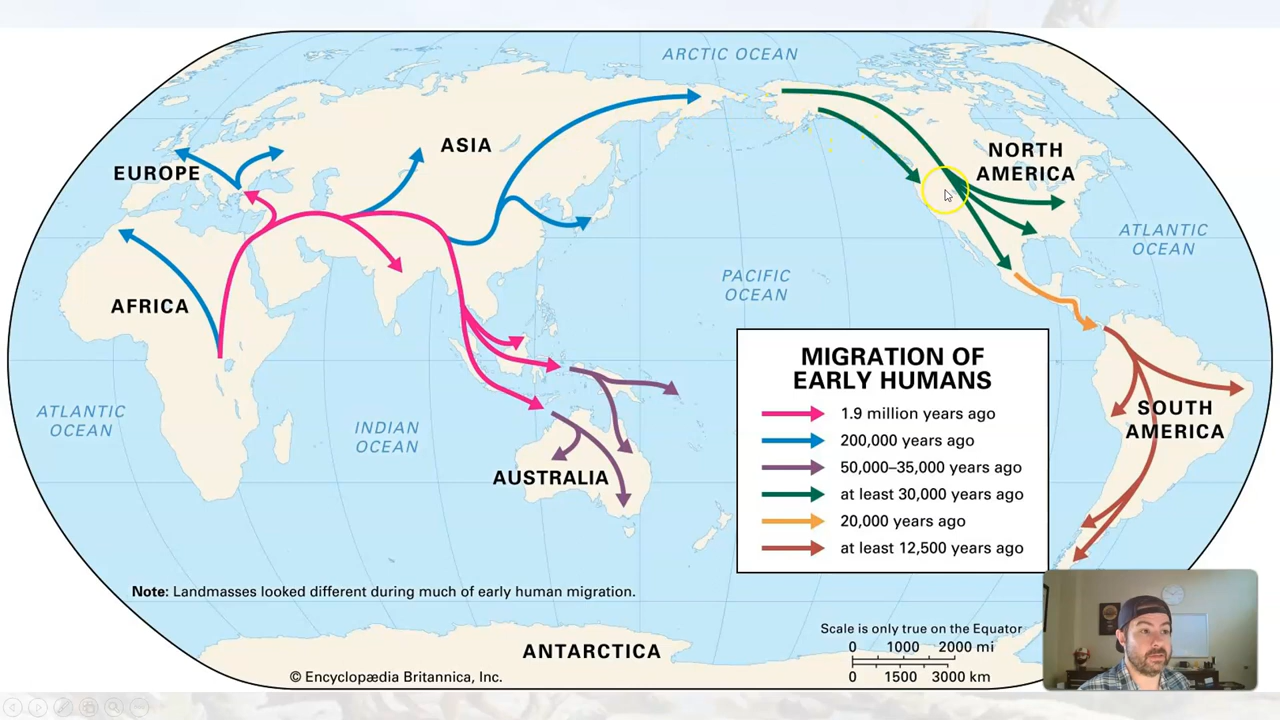 ARCTIC OCEAN
ASIA
EUROPE
NORTH
AMERICA
ATLANTIC
OCEAN
PACIFIC
OCEAN
AFRICA
ATLANTIC
OCEAN
INDIAN
OCEAN
AUSTRALIA
SOUTH
AMERICA
MIGRATION OF
EARLY HUMANS
1.9 million years ago
200,000 years ago
50,000–35,000 years ago
at least 30,000 years ago
20,000 years ago
at least 12,500 years ago
Note: Landmasses looked different during much of early human migration.
Scale is only true on the Equator
0 1000 2000 mi
0 1500 3000 km
ANTARCTICA
© Encyclopædia Britannica, Inc.